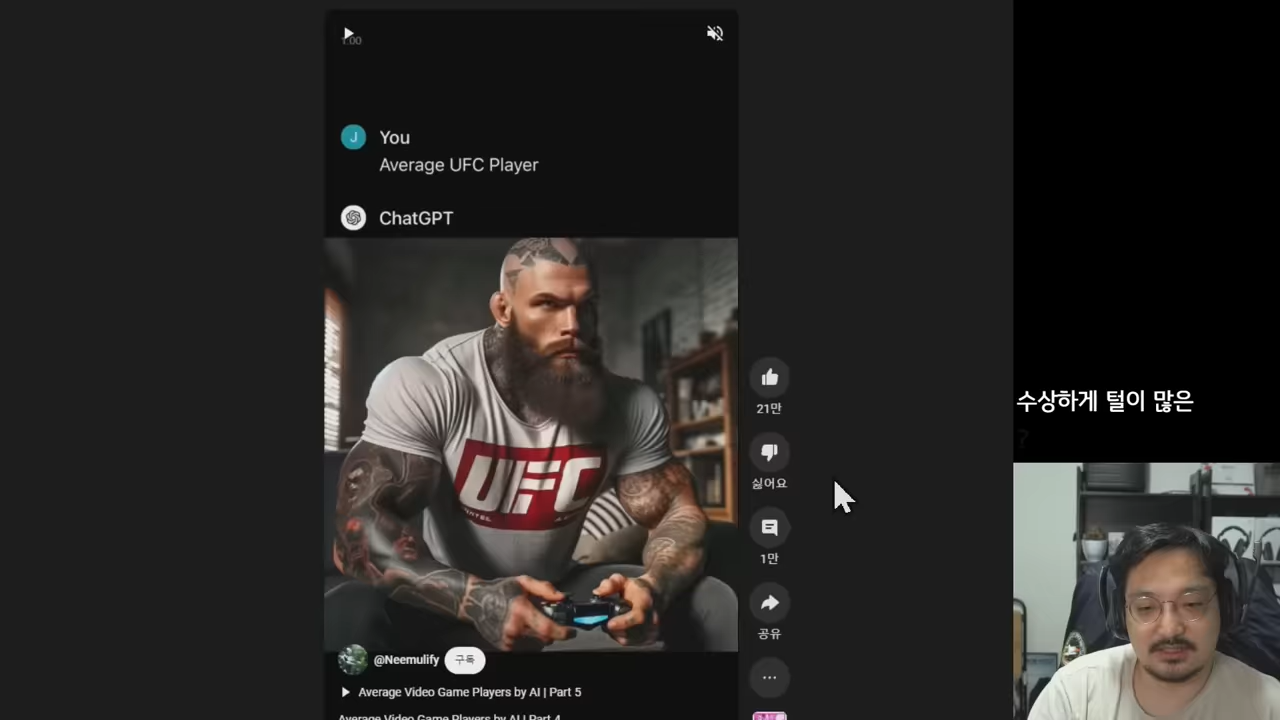 1.00
J
You
Average UFC Player
ChatGPT
UFC
21만
싫어요
1만
공유
@Neemulify
구독
Average Video Game Players by AI | Part 5
Average Video Game Players by AI | Part 4
수상하게 털이 많은
?